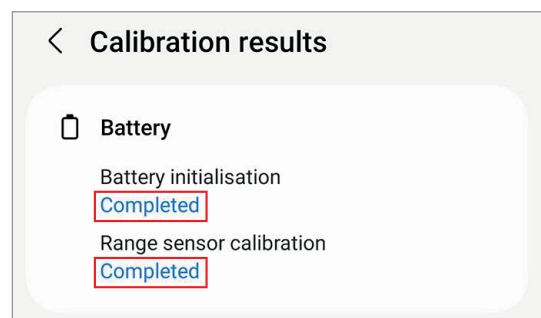 Calibration results
Battery
Battery initialisation
Completed
Range sensor calibration
Completed